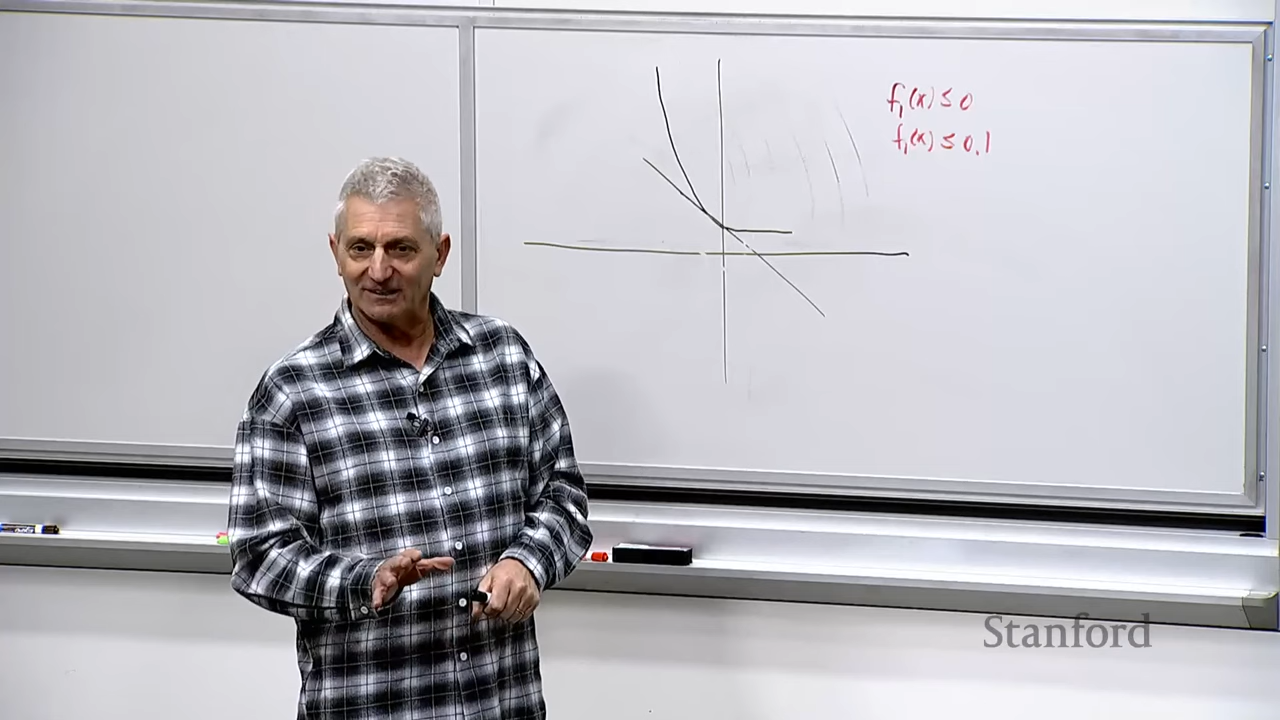 f₁(x) ≤ 0
f₁(x) ≤ 0.1
Stanford